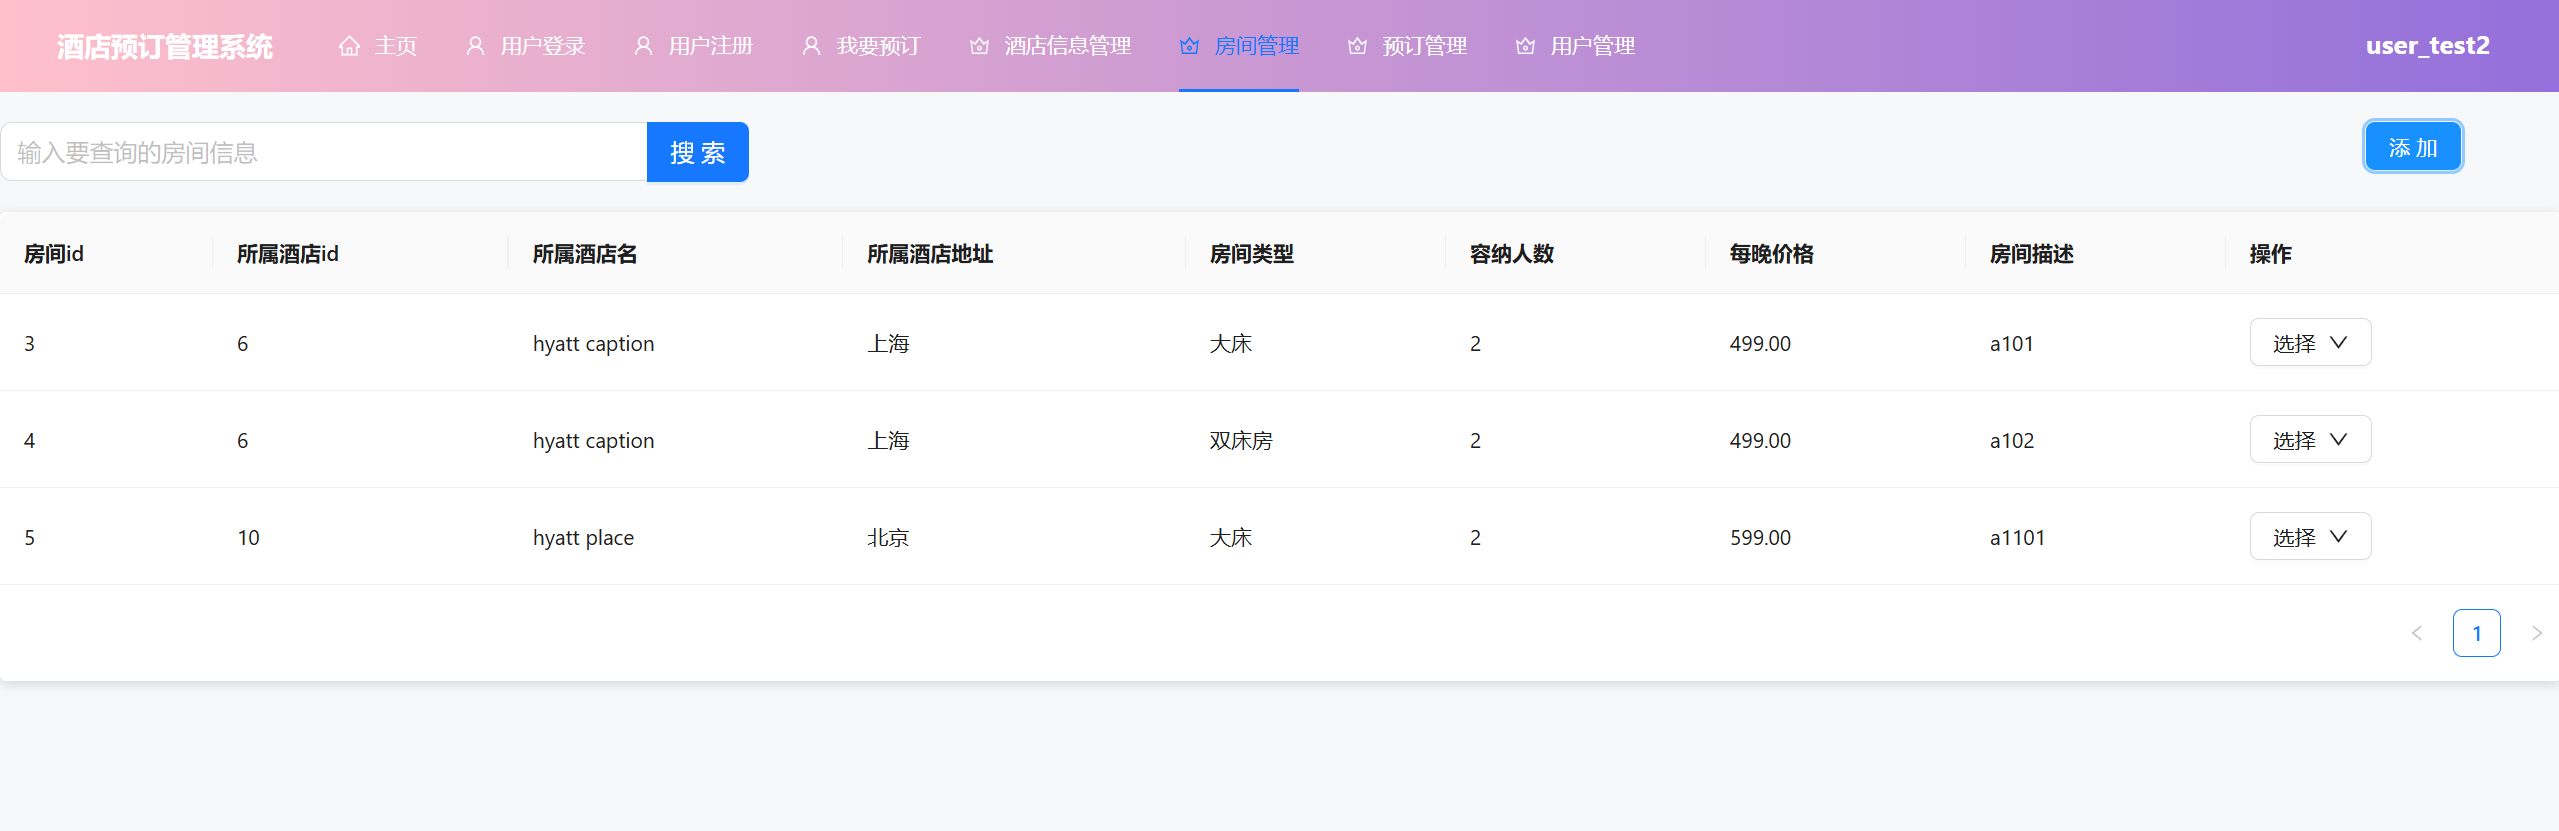 酒店预订管理系统 主页 用户登录 用户注册 我要预订 酒店信息管理 房间管理 预订管理 用户管理 user_test2
输入要查询的房间信息 搜 索 添 加
房间id 所属酒店id 所属酒店名 所属酒店地址 房间类型 容纳人数 每晚价格 房间描述 操作
3 6 hyatt caption 上海 大床 2 499.00 a101 选择
4 6 hyatt caption 上海 双床房 2 499.00 a102 选择
5 10 hyatt place 北京 大床 2 599.00 a1101 选择
1